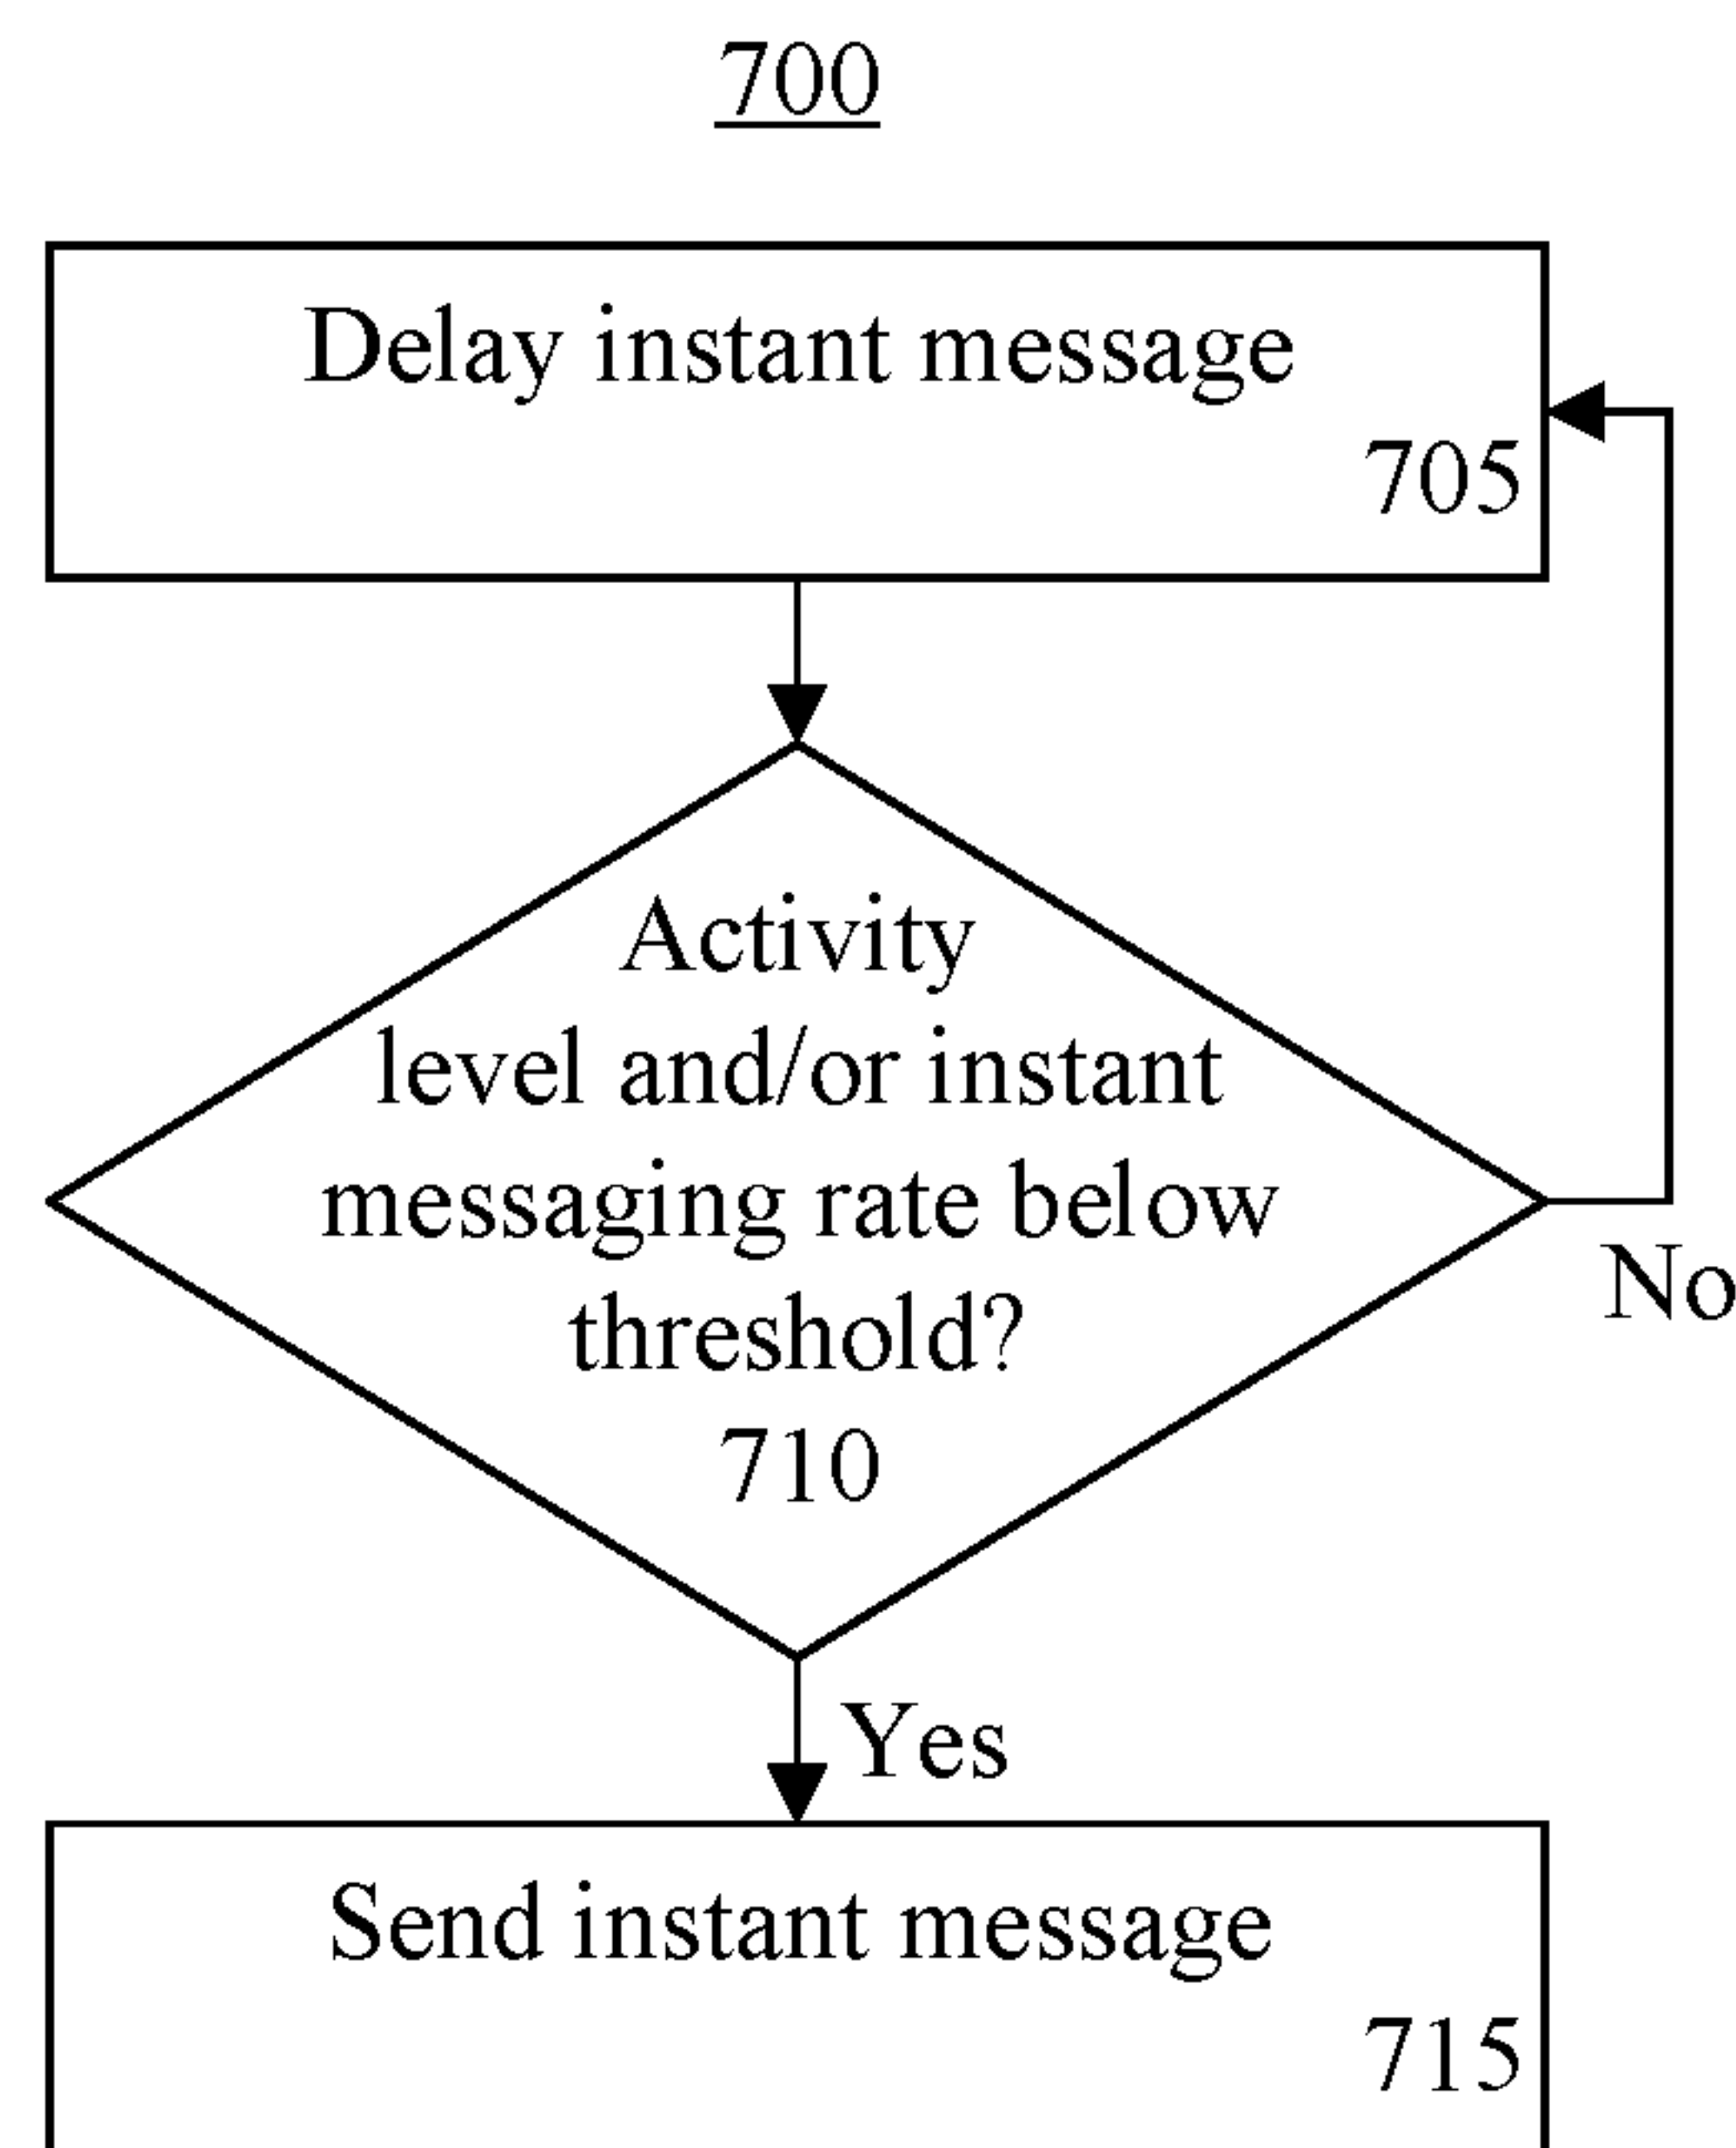 700
Delay instant message
705
Activity
level and/or instant
messaging rate below
threshold?
710
No
Yes
Send instant message
715